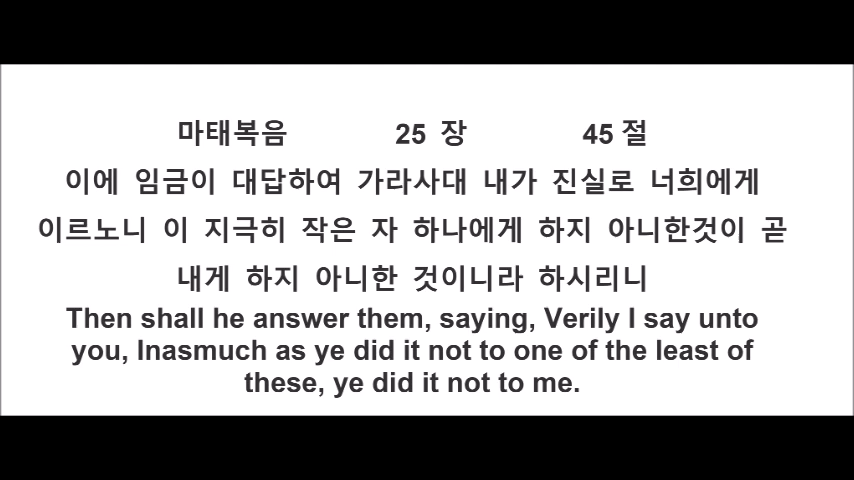 마태복음 25 장 45 절
이에 임금이 대답하여 가라사대 내가 진실로 너희에게
이르노니 이 지극히 작은 자 하나에게 하지 아니한것이 곧
내게 하지 아니한 것이니라 하시리니
Then shall he answer them, saying, Verily I say unto
you, Inasmuch as ye did it not to one of the least of
these, ye did it not to me.